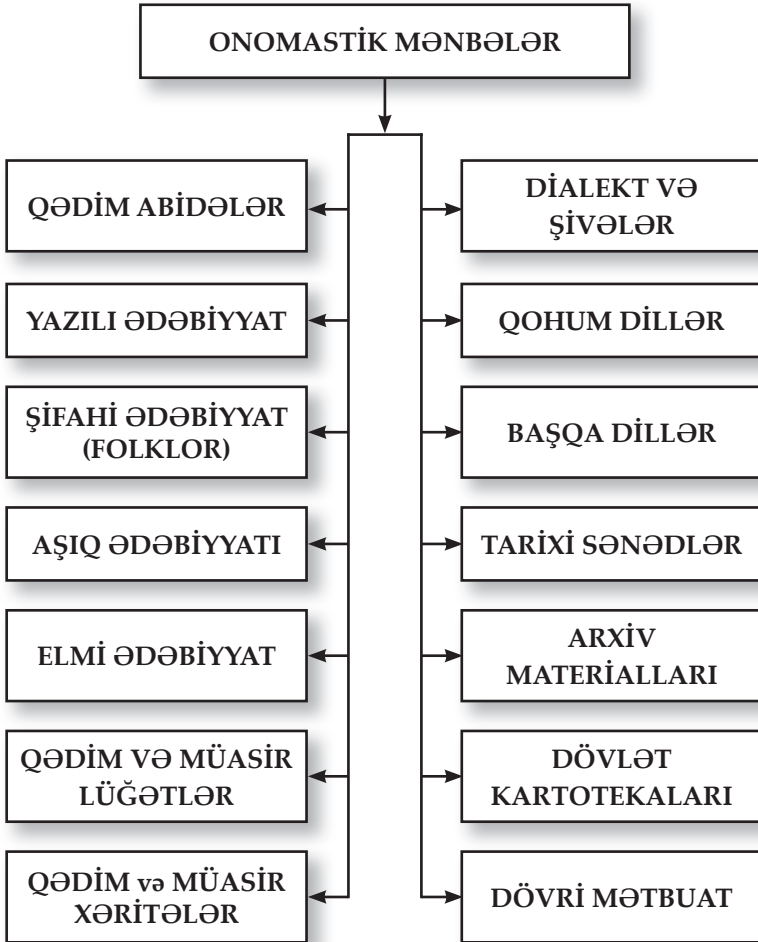 ONOMASTİK MƏNBƏLƏR
QƏDİM ABİDƏLƏR
YAZILI ƏDƏBİYYAT
ŞİFAHİ ƏDƏBİYYAT
(FOLKLOR)
AŞIQ ƏDƏBİYYATI
ELMİ ƏDƏBİYYAT
QƏDİM VƏ MÜASİR
LÜĞƏTLƏR
QƏDİM və MÜASİR
XƏRİTƏLƏR
DİALEKT VƏ
ŞİVƏLƏR
QOHUM DİLLƏR
BAŞQA DİLLƏR
TARİXİ SƏNƏDLƏR
ARXİV
MATERİALLARI
DÖVLƏT
KARTOTEKALARI
DÖVRİ MƏTBUAT